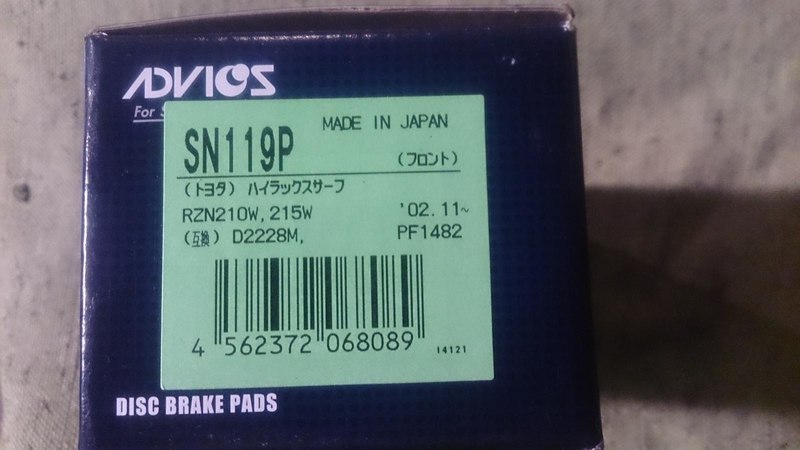 ADVICS
For
SN119P
MADE IN JAPAN
(フロント)
(トヨタ) ハイラックスサーフ
RZN210W, 215W '02.11~
(互換) D2228M, PF1482
4 562372 068089
14121
DISC BRAKE PADS